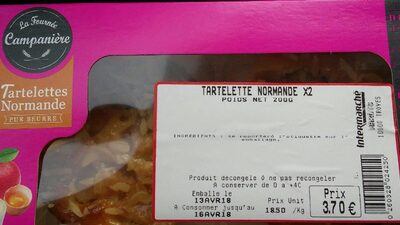 La Fournée
Campanière
Tartelettes
Normande
PUR BEURRE
TARTELETTE NORMANDE X2
POIDS NET 200G
Intermarché
10000 TROYES
Produit décongelé à ne pas recongeler
A conserver de 0 à +4C
Emballé le
13AVR18
A Consommer jusqu'au
16AVR18
Prix Unit
18.50 /Kg
Prix
3.70 €